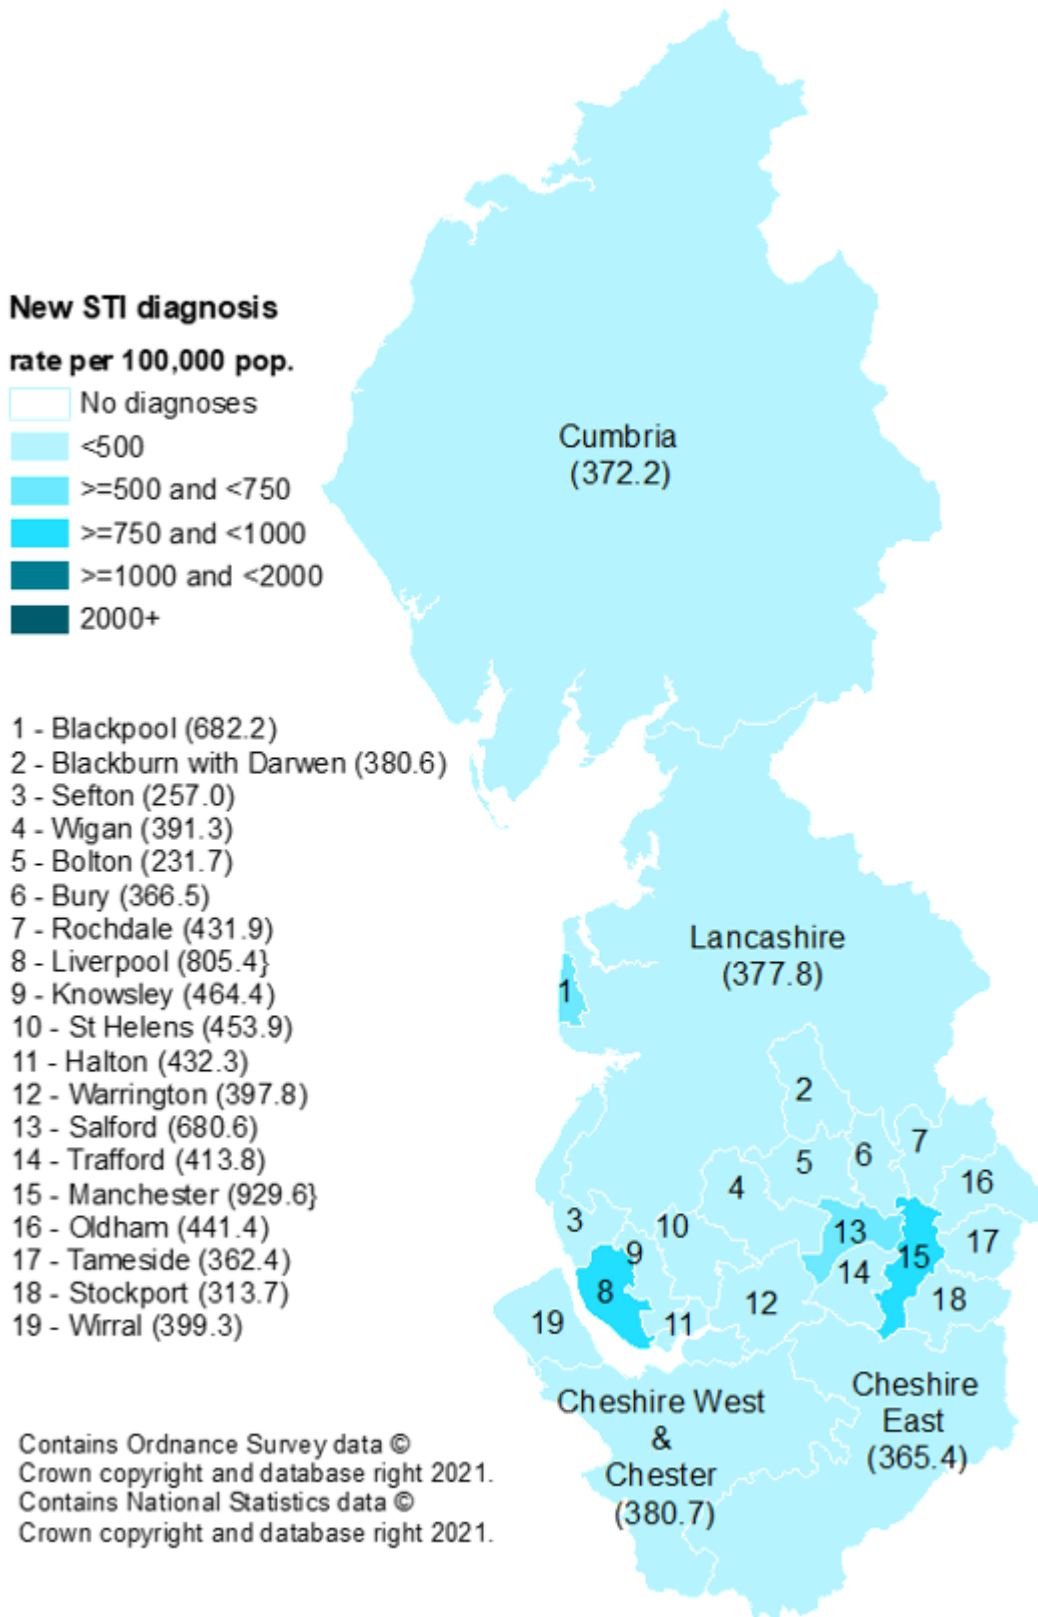 New STI diagnosis
rate per 100,000 pop.
No diagnoses
<500
>=500 and <750
>=750 and <1000
>=1000 and <2000
2000+
1 - Blackpool (682.2)
2 - Blackburn with Darwen (380.6)
3 - Sefton (257.0)
4 - Wigan (391.3)
5 - Bolton (231.7)
6 - Bury (366.5)
7 - Rochdale (431.9)
8 - Liverpool (805.4}
9 - Knowsley (464.4)
10 - St Helens (453.9)
11 - Halton (432.3)
12 - Warrington (397.8)
13 - Salford (680.6)
14 - Trafford (413.8)
15 - Manchester (929.6}
16 - Oldham (441.4)
17 - Tameside (362.4)
18 - Stockport (313.7)
19 - Wirral (399.3)
Contains Ordnance Survey data ©
Crown copyright and database right 2021.
Contains National Statistics data ©
Crown copyright and database right 2021.
Cumbria
(372.2)
Lancashire
(377.8)
1
2
7
6
5
16
4
3
10
13
17
9
15
14
8
12
18
19
11
Cheshire West
&
Chester
(380.7)
Cheshire
East
(365.4)